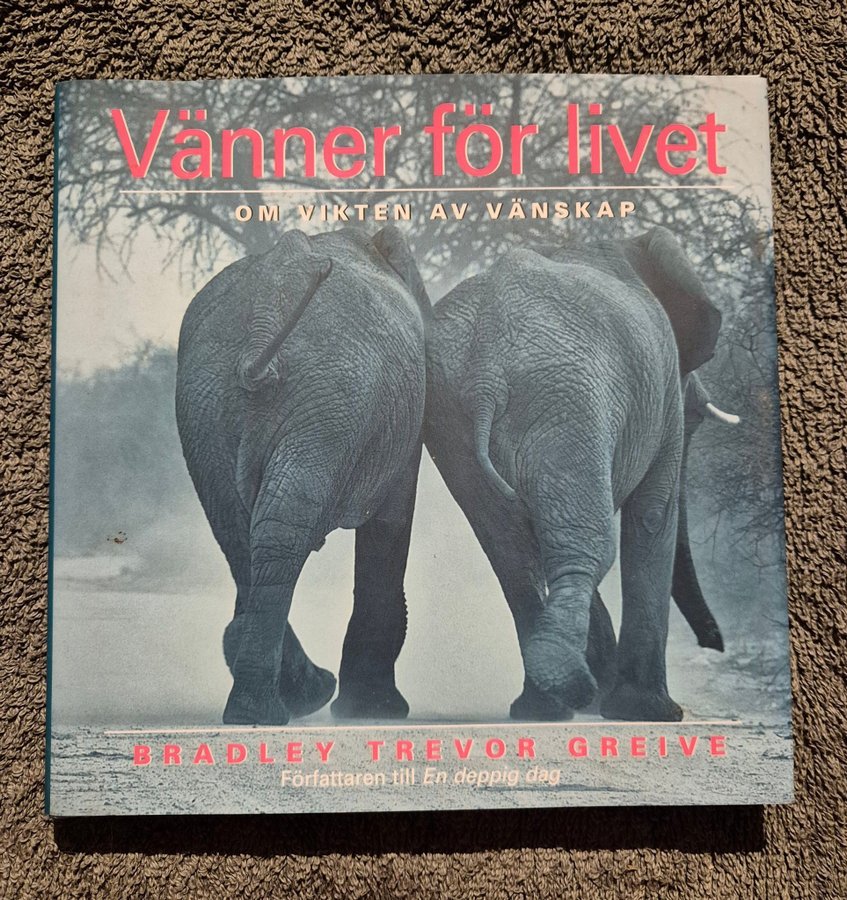 Vänner för livet
OM VIKTEN AV VÄNSKAP
BRADLEY TREVOR GREIVE
Författaren till En deppig dag